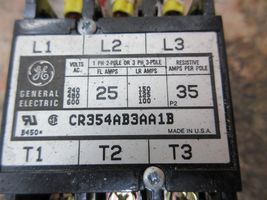 L1 L2 L3
GE
GENERAL ELECTRIC
VOLTS AC. 1 PH 2-POLE OR 3 PH 3-POLE RESISTIVE AMPS PER POLE
FL AMPS LR AMPS
240 150
480 25 125 35
600 100 P2
CR354AB3AA1B
B450* MADE IN U.S.A.
T1 T2 T3